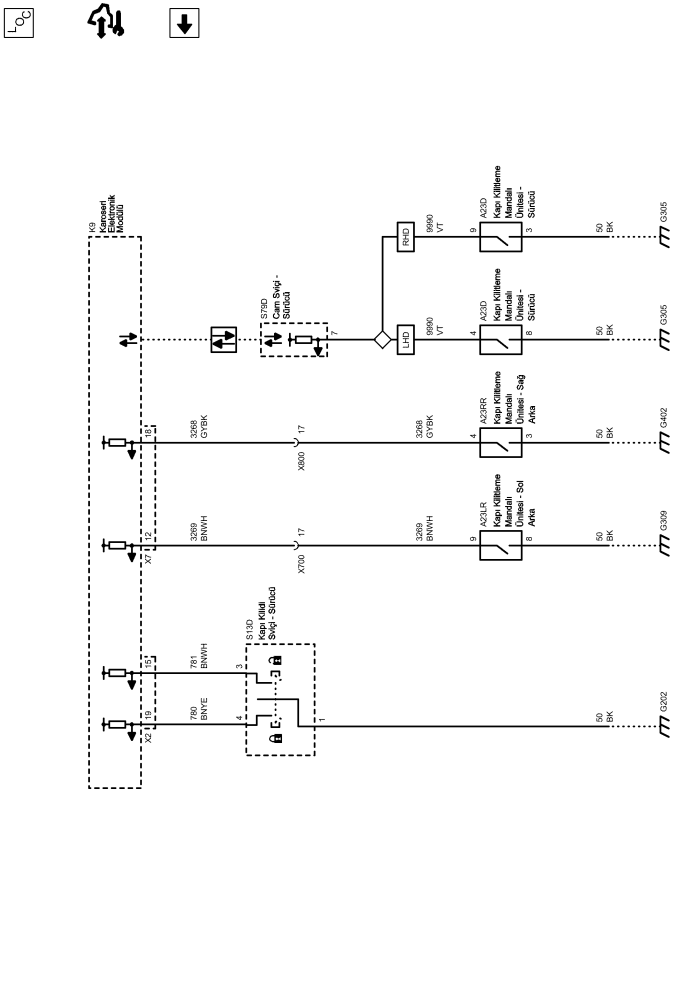 LOC
K9
Karoseri
Elektronik
Modülü
S79D
Cam Sviçi -
Sürücü
7
RHD
9990
VT
9
A23D
Kapı Kilitleme
Mandalı
Ünitesi -
Sürücü
3
50
BK
G305
LHD
9990
VT
4
A23D
Kapı Kilitleme
Mandalı
Ünitesi -
Sürücü
8
50
BK
G305
18
3268
GYBK
17
X800
3268
GYBK
4
A23RR
Kapı Kilitleme
Mandalı
Ünitesi - Sağ
Arka
3
50
BK
G402
12
X7
3269
BNWH
17
X700
3269
BNWH
9
A23LR
Kapı Kilitleme
Mandalı
Ünitesi - Sol
Arka
8
50
BK
G309
15
781
BNWH
3
S13D
Kapı Kilidi
Sviçi - Sürücü
19
X2
780
BNYE
4
1
50
BK
G202